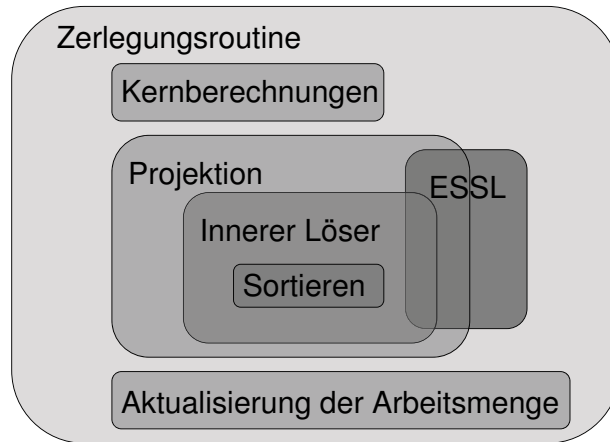 Zerlegungsroutine
Kernberechnungen
Projektion
ESSL
Innerer Löser
Sortieren
Aktualisierung der Arbeitsmenge